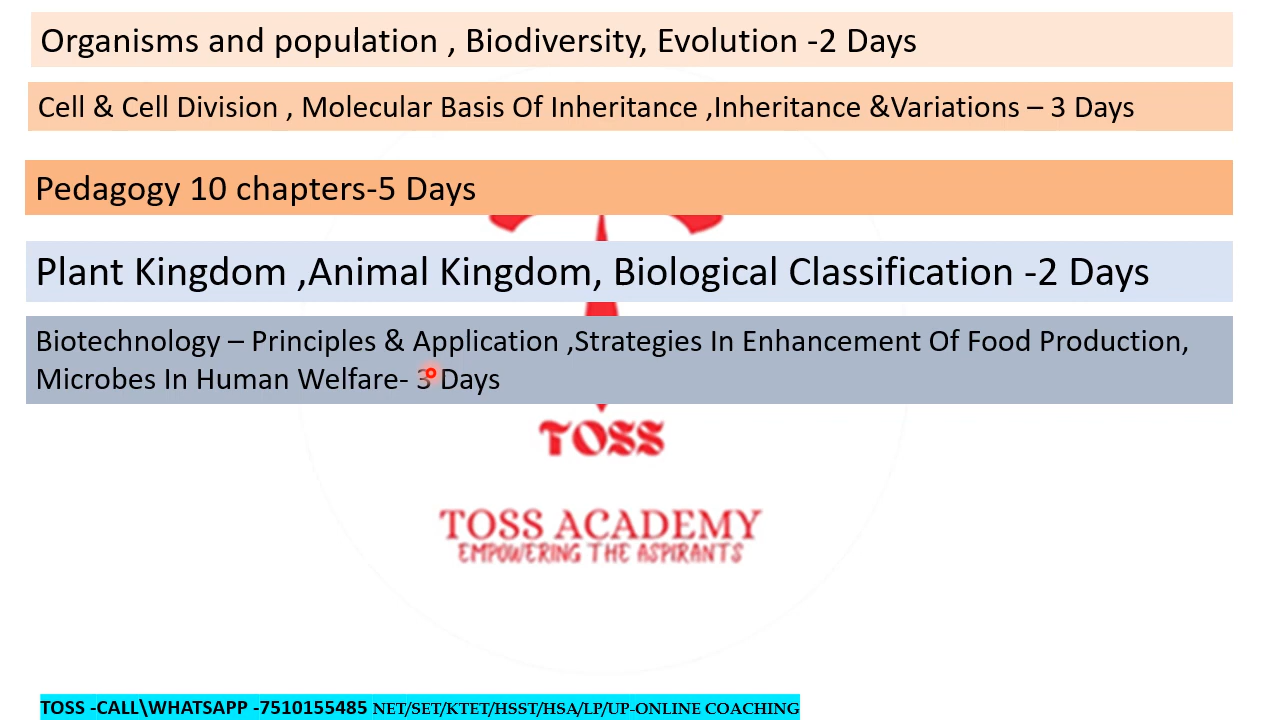 Organisms and population , Biodiversity, Evolution -2 Days
Cell & Cell Division , Molecular Basis Of Inheritance ,Inheritance &Variations – 3 Days
Pedagogy 10 chapters-5 Days
Plant Kingdom ,Animal Kingdom, Biological Classification -2 Days
Biotechnology – Principles & Application ,Strategies In Enhancement Of Food Production,
Microbes In Human Welfare- 3 Days
TOSS
TOSS ACADEMY
EMPOWERING THE ASPIRANTS
TOSS -CALL\WHATSAPP -7510155485 NET/SET/KTET/HSST/HSA/LP/UP-ONLINE COACHING